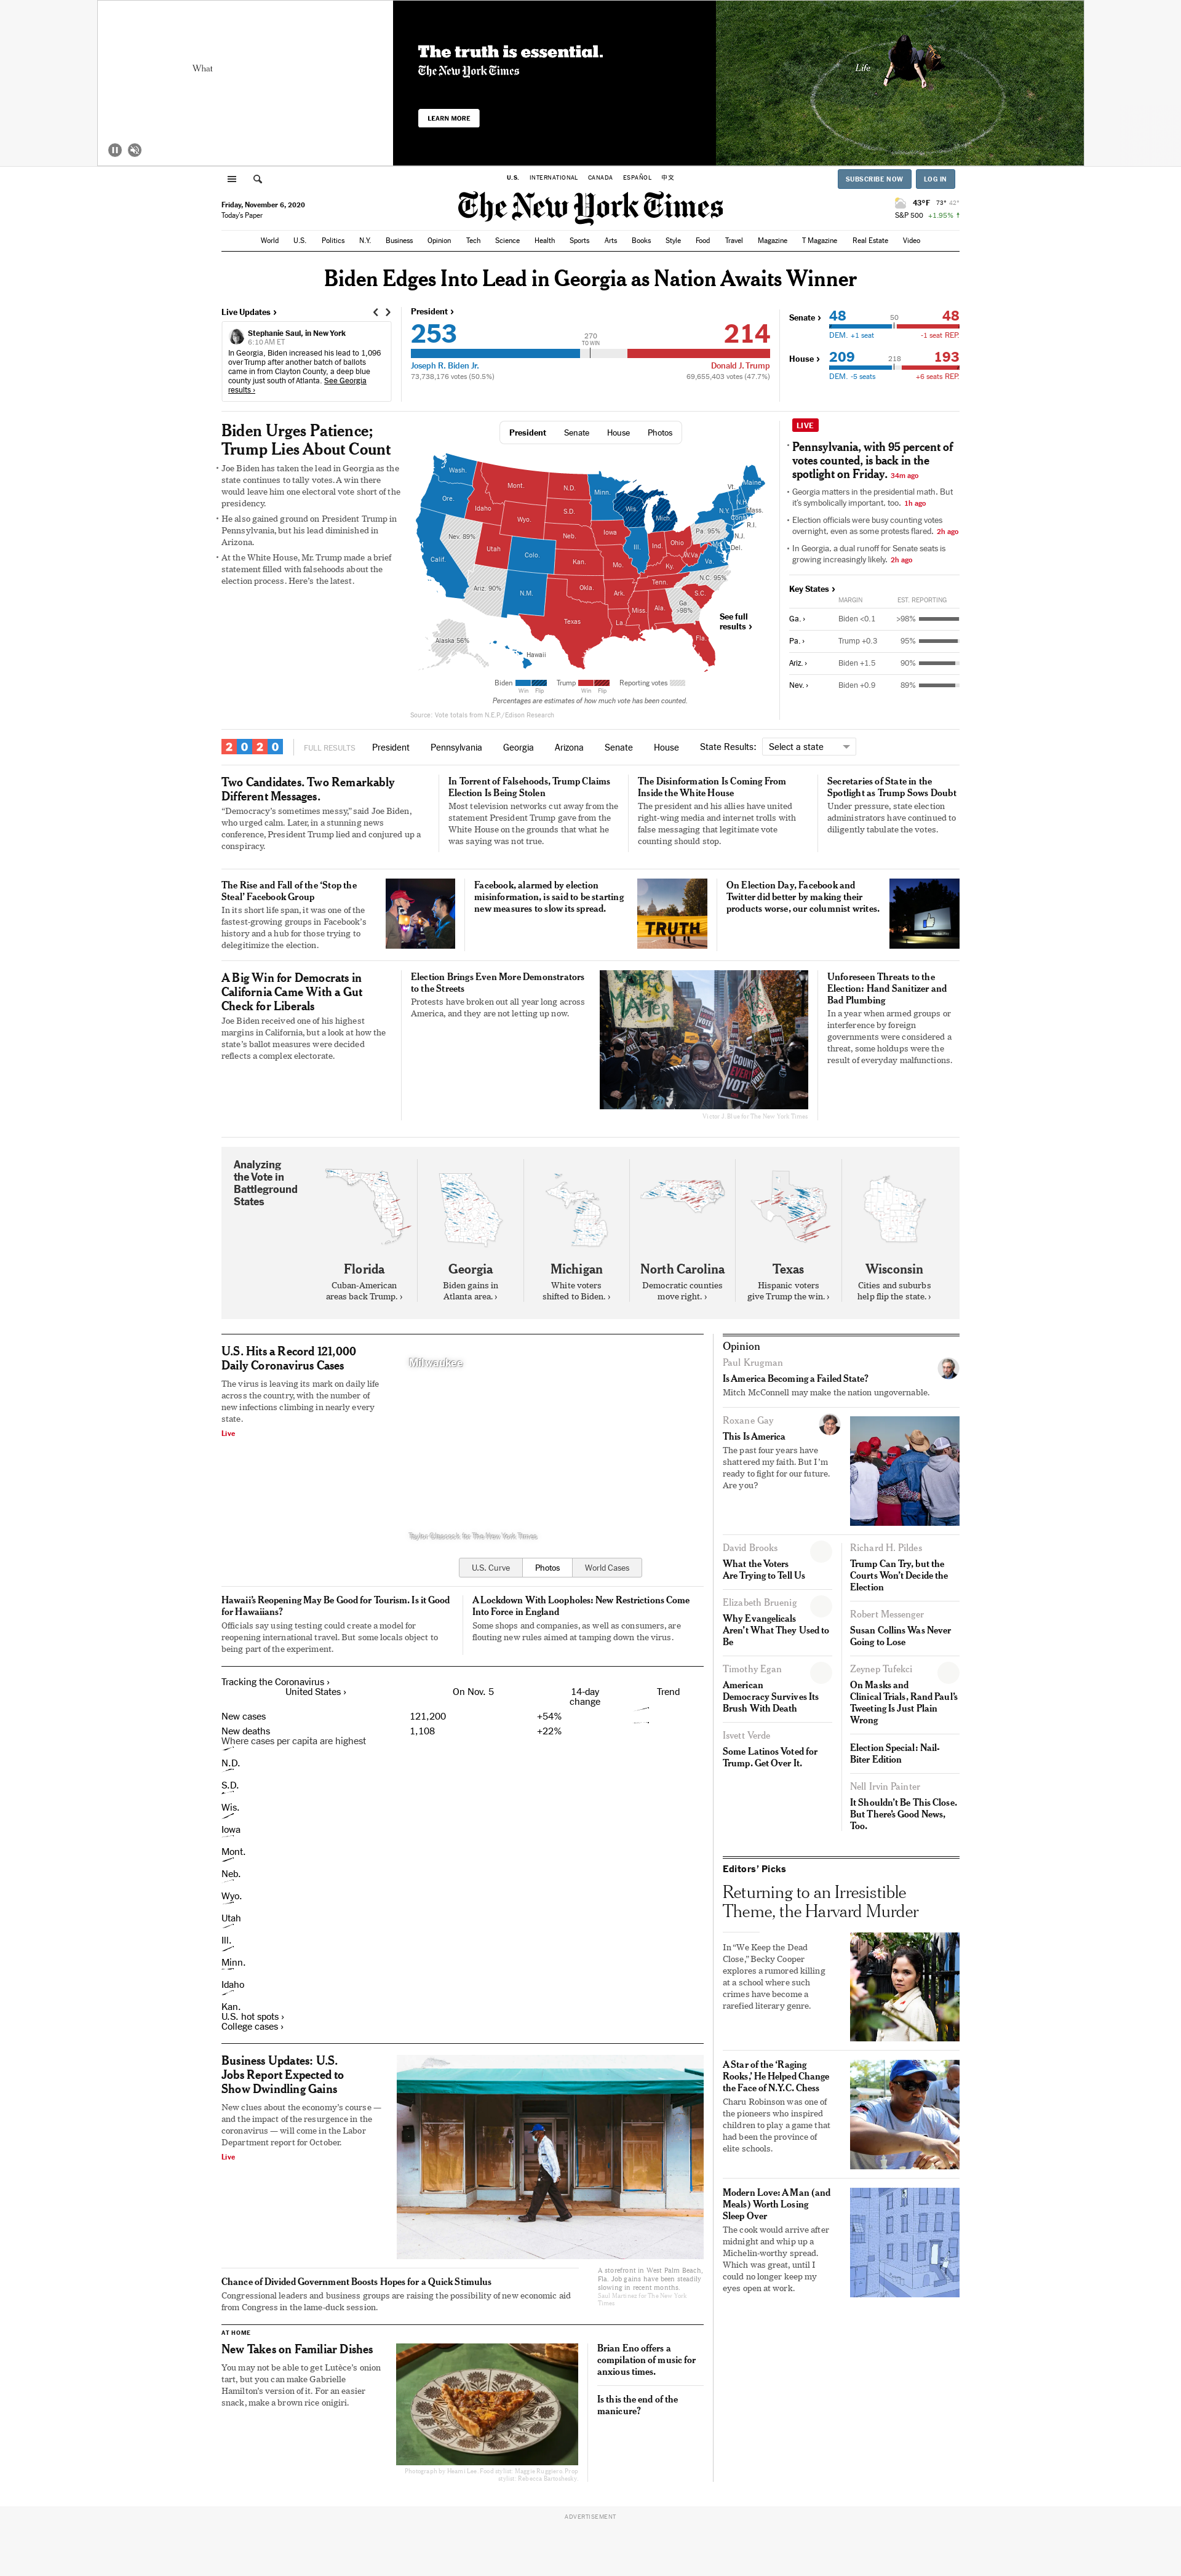 What
The truth is essential.
The New York Times
LEARN MORE
Life
U.S. INTERNATIONAL CANADA ESPAÑOL 中文
SUBSCRIBE NOW LOG IN
Friday, November 6, 2020
Today's Paper
The New York Times
43°F 73° 42°
S&P 500 +1.95% ↑
World U.S. Politics N.Y. Business Opinion Tech Science Health Sports Arts Books Style Food Travel Magazine T Magazine Real Estate Video
Biden Edges Into Lead in Georgia as Nation Awaits Winner
Live Updates ›
Stephanie Saul, in New York
6:10 AM ET
In Georgia, Biden increased his lead to 1,096
over Trump after another batch of ballots
came in from Clayton County, a deep blue
county just south of Atlanta. See Georgia
results ›
President ›
253 214
270
TO WIN
Joseph R. Biden Jr. Donald J. Trump
73,738,176 votes (50.5%) 69,655,403 votes (47.7%)
Senate › 48 50 48
DEM. +1 seat -1 seat REP.
House › 209 218 193
DEM. -5 seats +6 seats REP.
Biden Urges Patience;
Trump Lies About Count
• Joe Biden has taken the lead in Georgia as the
state continues to tally votes. A win there
would leave him one electoral vote short of the
presidency.
• He also gained ground on President Trump in
Pennsylvania, but his lead diminished in
Arizona.
• At the White House, Mr. Trump made a brief
statement filled with falsehoods about the
election process. Here's the latest.
President Senate House Photos
Wash.
Ore.
Calif.
Nev. 89%
Idaho
Mont.
Wyo.
Utah
Colo.
Ariz. 90%
N.M.
N.D.
S.D.
Neb.
Kan.
Okla.
Texas
Minn.
Iowa
Mo.
Ark.
La.
Wis.
Ill.
Mich.
Ind.
Ohio
Ky.
Tenn.
Miss.
Ala.
Ga.
>98%
Fla.
S.C.
N.C. 95%
Va.
W.Va.
Pa. 95%
N.Y.
Vt.
N.H.
Maine
Mass.
Conn.
R.I.
N.J.
Del.
Alaska 56%
Hawaii
See full
results ›
Biden Trump Reporting votes
Win Flip Win Flip
Percentages are estimates of how much vote has been counted.
Source: Vote totals from N.E.P./Edison Research
LIVE
• Pennsylvania, with 95 percent of
votes counted, is back in the
spotlight on Friday. 34m ago
• Georgia matters in the presidential math. But
it's symbolically important, too. 1h ago
• Election officials were busy counting votes
overnight, even as some protests flared. 2h ago
• In Georgia, a dual runoff for Senate seats is
growing increasingly likely. 2h ago
Key States ›
MARGIN EST. REPORTING
Ga. › Biden <0.1 >98%
Pa. › Trump +0.3 95%
Ariz. › Biden +1.5 90%
Nev. › Biden +0.9 89%
2020 FULL RESULTS President Pennsylvania Georgia Arizona Senate House State Results: Select a state
Two Candidates. Two Remarkably
Different Messages.
“Democracy's sometimes messy,” said Joe Biden,
who urged calm. Later, in a stunning news
conference, President Trump lied and conjured up a
conspiracy.
In Torrent of Falsehoods, Trump Claims
Election Is Being Stolen
Most television networks cut away from the
statement President Trump gave from the
White House on the grounds that what he
was saying was not true.
The Disinformation Is Coming From
Inside the White House
The president and his allies have united
right-wing media and internet trolls with
false messaging that legitimate vote
counting should stop.
Secretaries of State in the
Spotlight as Trump Sows Doubt
Under pressure, state election
administrators have continued to
diligently tabulate the votes.
The Rise and Fall of the ‘Stop the
Steal’ Facebook Group
In its short life span, it was one of the
fastest-growing groups in Facebook's
history and a hub for those trying to
delegitimize the election.
Facebook, alarmed by election
misinformation, is said to be starting
new measures to slow its spread.
TRUTH
On Election Day, Facebook and
Twitter did better by making their
products worse, our columnist writes.
A Big Win for Democrats in
California Came With a Gut
Check for Liberals
Joe Biden received one of his highest
margins in California, but a look at how the
state's ballot measures were decided
reflects a complex electorate.
Election Brings Even More Demonstrators
to the Streets
Protests have broken out all year long across
America, and they are not letting up now.
MATTER
COUNT
EVERY
VOTE
Victor J. Blue for The New York Times
Unforeseen Threats to the
Election: Hand Sanitizer and
Bad Plumbing
In a year when armed groups or
interference by foreign
governments were considered a
threat, some holdups were the
result of everyday malfunctions.
Analyzing
the Vote in
Battleground
States
Florida
Cuban-American
areas back Trump. ›
Georgia
Biden gains in
Atlanta area. ›
Michigan
White voters
shifted to Biden. ›
North Carolina
Democratic counties
move right. ›
Texas
Hispanic voters
give Trump the win. ›
Wisconsin
Cities and suburbs
help flip the state. ›
U.S. Hits a Record 121,000
Daily Coronavirus Cases
The virus is leaving its mark on daily life
across the country, with the number of
new infections climbing in nearly every
state.
Live
Milwaukee
Taylor Glascock for The New York Times
U.S. Curve Photos World Cases
Hawaii's Reopening May Be Good for Tourism. Is it Good
for Hawaiians?
Officials say using testing could create a model for
reopening international travel. But some locals object to
being part of the experiment.
A Lockdown With Loopholes: New Restrictions Come
Into Force in England
Some shops and companies, as well as consumers, are
flouting new rules aimed at tamping down the virus.
Tracking the Coronavirus ›
United States › On Nov. 5 14-day
change Trend
New cases 121,200 +54%
New deaths 1,108 +22%
Where cases per capita are highest
N.D.
S.D.
Wis.
Iowa
Mont.
Neb.
Wyo.
Utah
Ill.
Minn.
Idaho
Kan.
U.S. hot spots ›
College cases ›
Business Updates: U.S.
Jobs Report Expected to
Show Dwindling Gains
New clues about the economy's course —
and the impact of the resurgence in the
coronavirus — will come in the Labor
Department report for October.
Live
A storefront in West Palm Beach,
Fla. Job gains have been steadily
slowing in recent months.
Saul Martinez for The New York
Times
Chance of Divided Government Boosts Hopes for a Quick Stimulus
Congressional leaders and business groups are raising the possibility of new economic aid
from Congress in the lame-duck session.
AT HOME
New Takes on Familiar Dishes
You may not be able to get Lutèce's onion
tart, but you can make Gabrielle
Hamilton's version of it. For an easier
snack, make a brown rice onigiri.
Photograph by Heami Lee. Food stylist: Maggie Ruggiero. Prop
stylist: Rebecca Bartoshesky.
Brian Eno offers a
compilation of music for
anxious times.
Is this the end of the
manicure?
Opinion
Paul Krugman
Is America Becoming a Failed State?
Mitch McConnell may make the nation ungovernable.
Roxane Gay
This Is America
The past four years have
shattered my faith. But I'm
ready to fight for our future.
Are you?
David Brooks
What the Voters
Are Trying to Tell Us
Elizabeth Bruenig
Why Evangelicals
Aren't What They Used to
Be
Timothy Egan
American
Democracy Survives Its
Brush With Death
Isvett Verde
Some Latinos Voted for
Trump. Get Over It.
Richard H. Pildes
Trump Can Try, but the
Courts Won't Decide the
Election
Robert Messenger
Susan Collins Was Never
Going to Lose
Zeynep Tufekci
On Masks and
Clinical Trials, Rand Paul's
Tweeting Is Just Plain
Wrong
Election Special: Nail-
Biter Edition
Nell Irvin Painter
It Shouldn't Be This Close.
But There's Good News,
Too.
Editors' Picks
Returning to an Irresistible
Theme, the Harvard Murder
In “We Keep the Dead
Close,” Becky Cooper
explores a rumored killing
at a school where such
crimes have become a
rarefied literary genre.
A Star of the ‘Raging
Rooks,’ He Helped Change
the Face of N.Y.C. Chess
Charu Robinson was one of
the pioneers who inspired
children to play a game that
had been the province of
elite schools.
Modern Love: A Man (and
Meals) Worth Losing
Sleep Over
The cook would arrive after
midnight and whip up a
Michelin-worthy spread.
Which was great, until I
could no longer keep my
eyes open at work.
ADVERTISEMENT